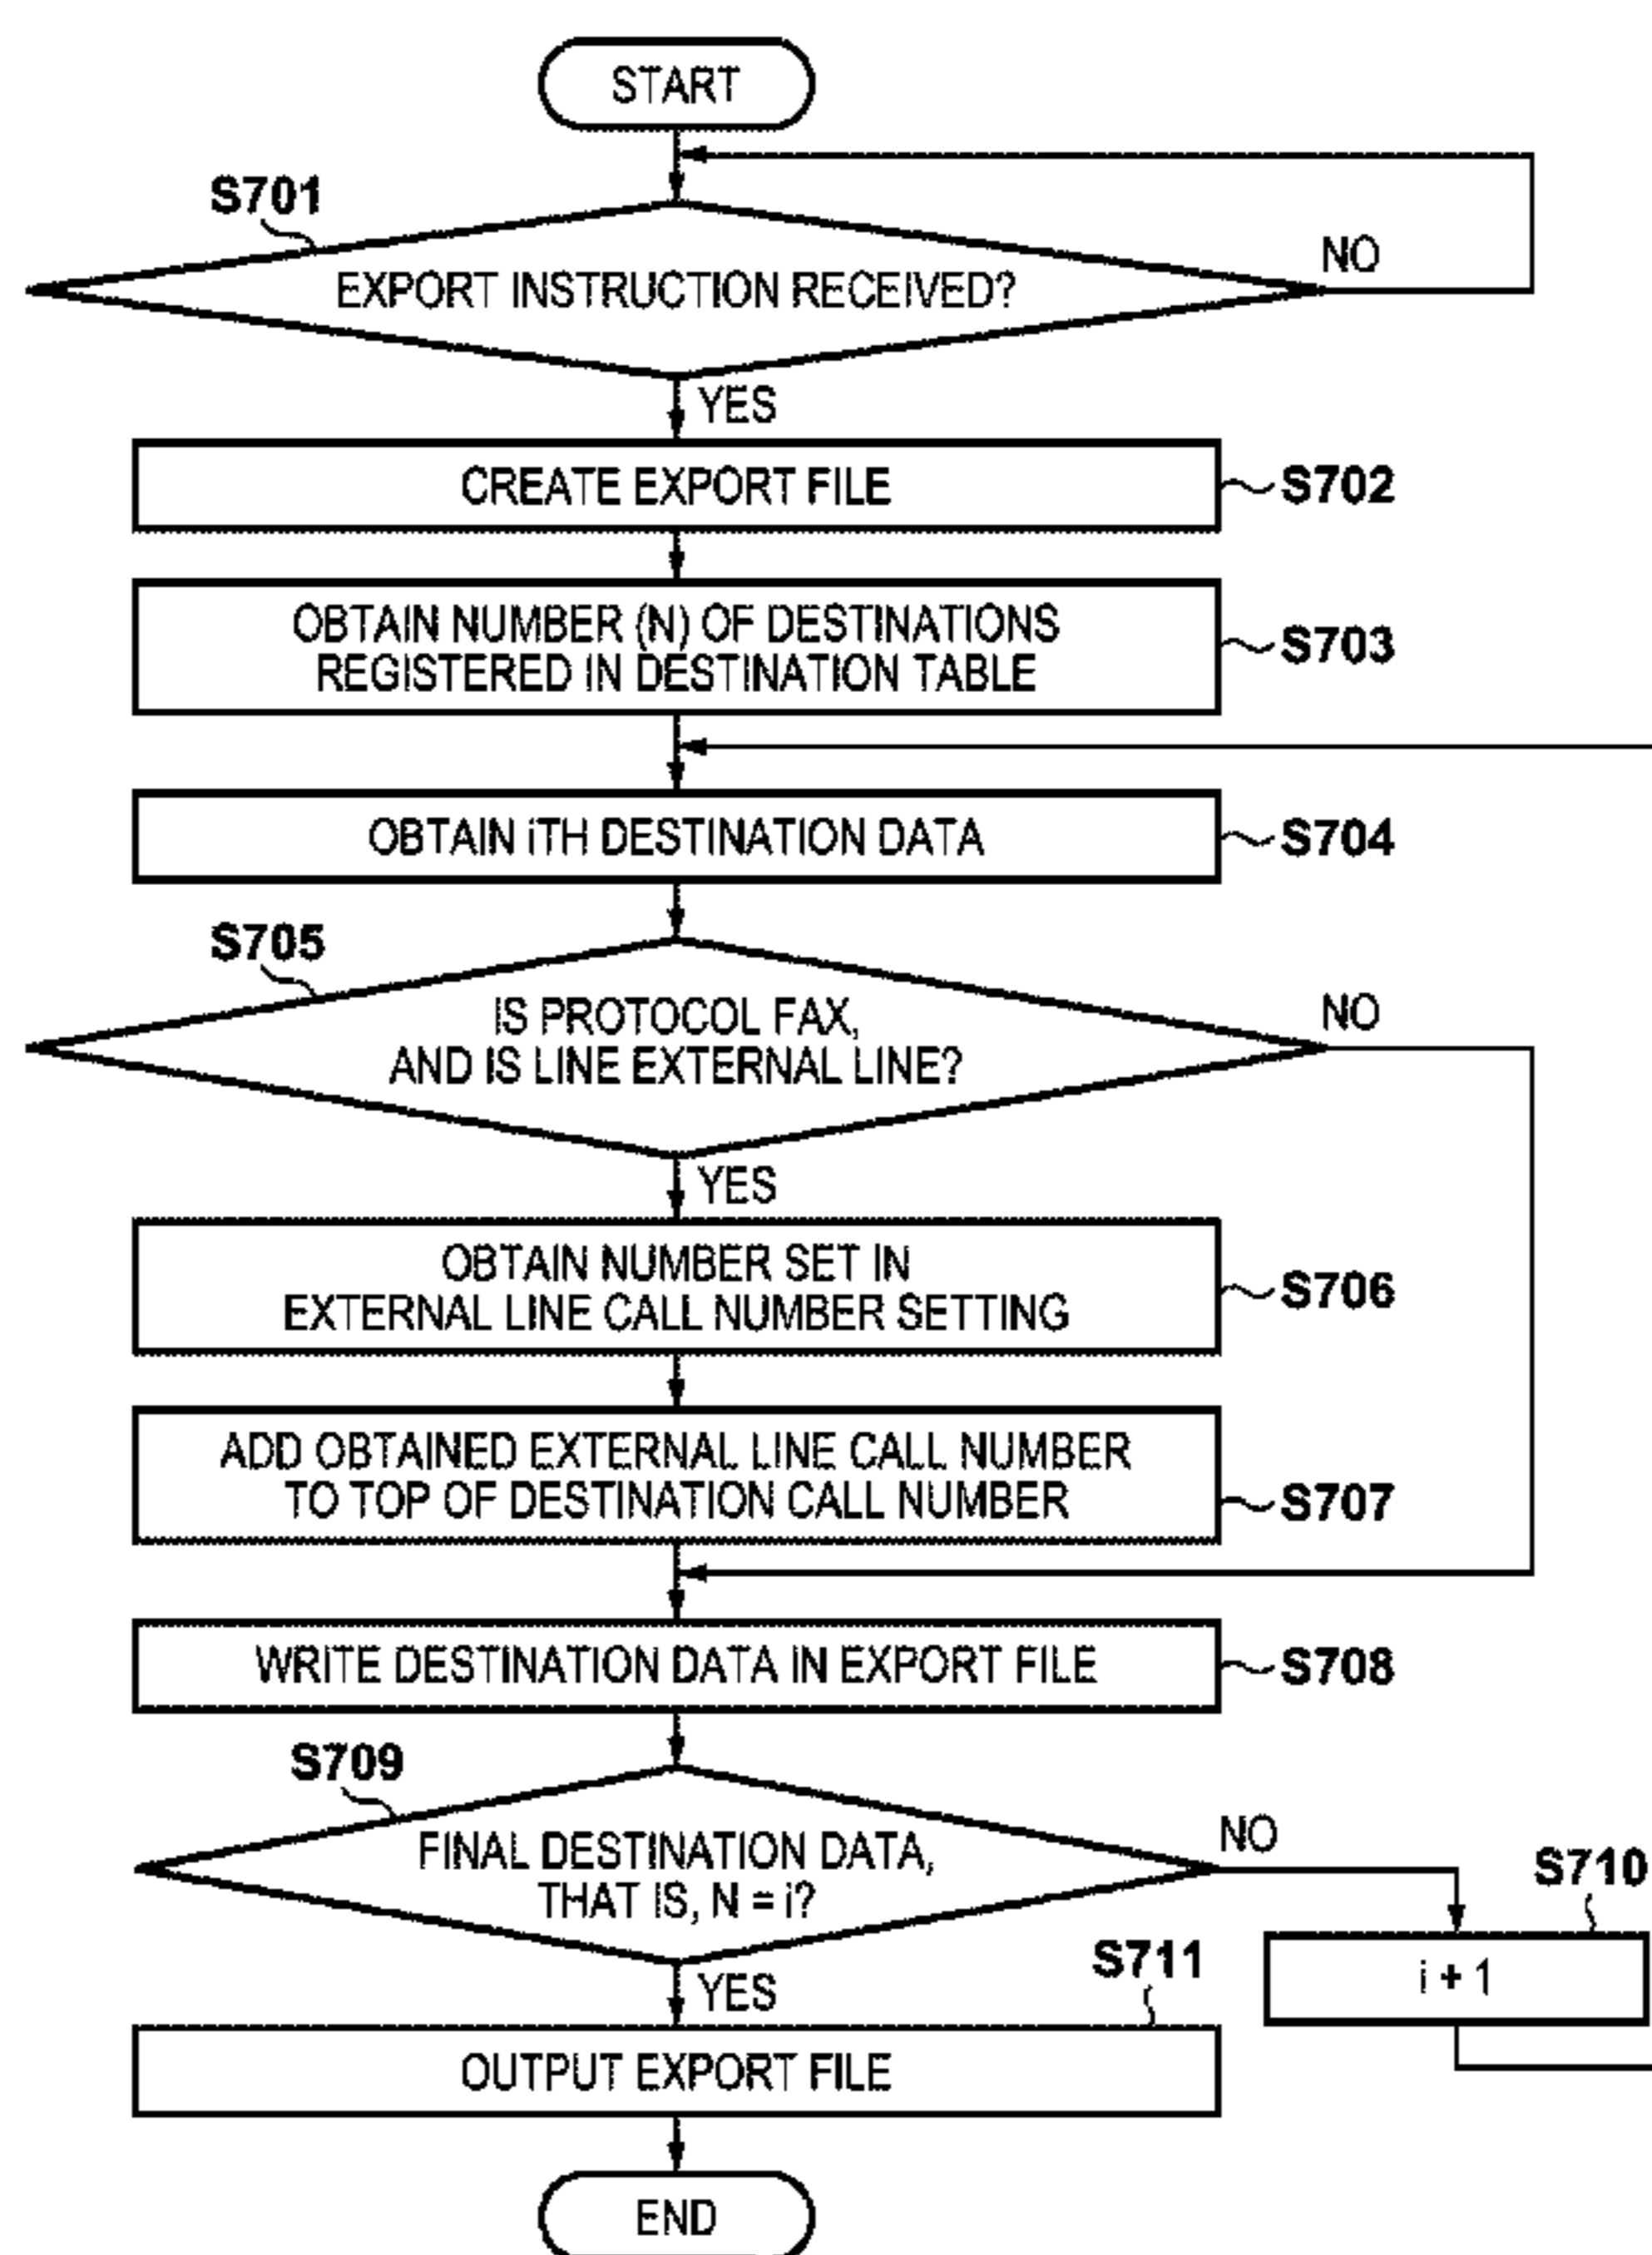 START
S701
NO
EXPORT INSTRUCTION RECEIVED?
YES
CREATE EXPORT FILE
S702
OBTAIN NUMBER (N) OF DESTINATIONS
REGISTERED IN DESTINATION TABLE
S703
OBTAIN iTH DESTINATION DATA
S704
S705
NO
IS PROTOCOL FAX,
AND IS LINE EXTERNAL LINE?
YES
OBTAIN NUMBER SET IN
EXTERNAL LINE CALL NUMBER SETTING
S706
ADD OBTAINED EXTERNAL LINE CALL NUMBER
TO TOP OF DESTINATION CALL NUMBER
S707
WRITE DESTINATION DATA IN EXPORT FILE
S708
S709
NO
FINAL DESTINATION DATA,
THAT IS, N = i?
S710
i + 1
YES
S711
OUTPUT EXPORT FILE
END